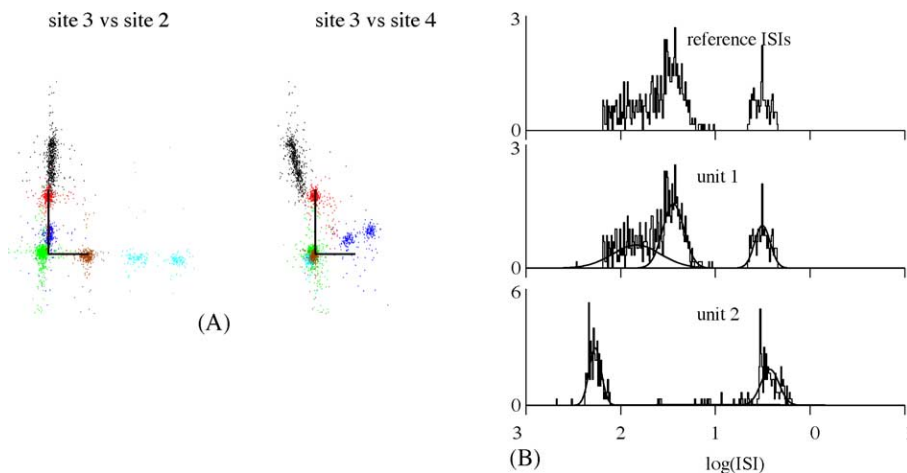 site 3 vs site 2
site 3 vs site 4
(A)
3
reference ISIs
0
3
unit 1
0
6
unit 2
0
3 2 1 0
(B)
log(ISI)